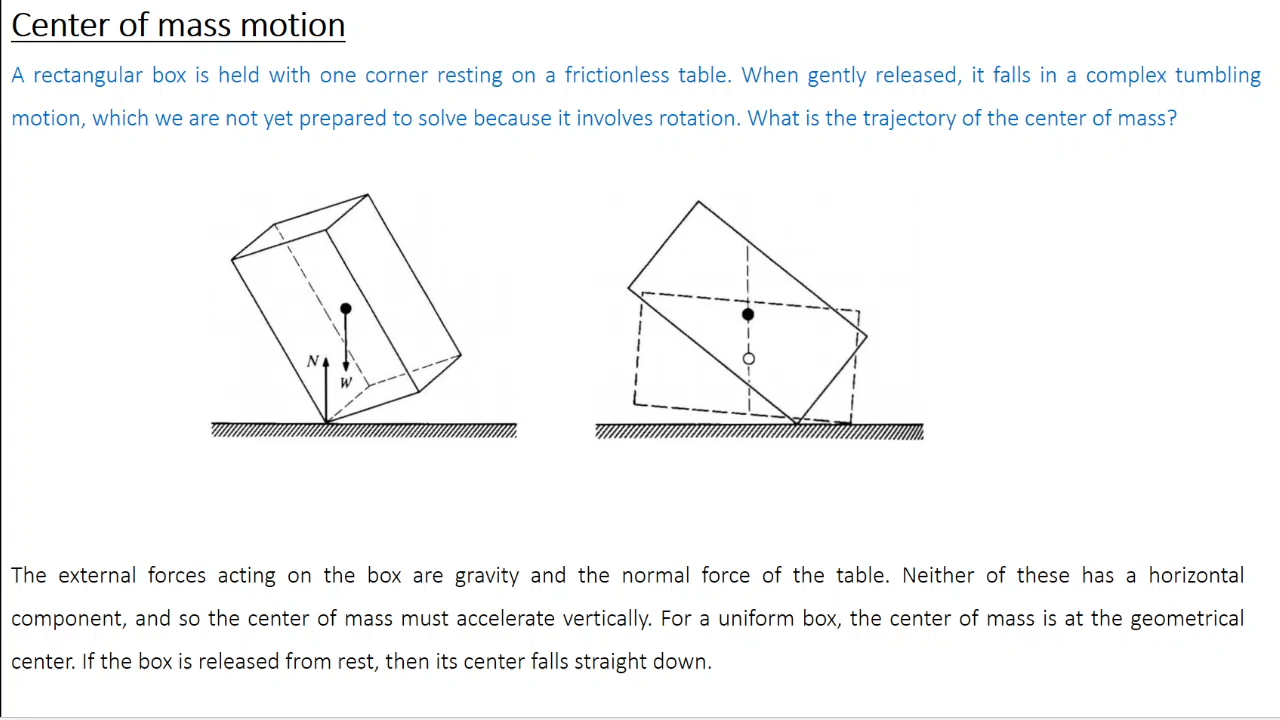 Center of mass motion
A rectangular box is held with one corner resting on a frictionless table. When gently released, it falls in a complex tumbling
motion, which we are not yet prepared to solve because it involves rotation. What is the trajectory of the center of mass?
N
W
The external forces acting on the box are gravity and the normal force of the table. Neither of these has a horizontal
component, and so the center of mass must accelerate vertically. For a uniform box, the center of mass is at the geometrical
center. If the box is released from rest, then its center falls straight down.